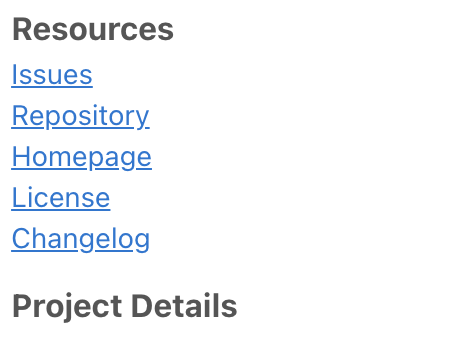 Resources
Issues
Repository
Homepage
License
Changelog
Project Details